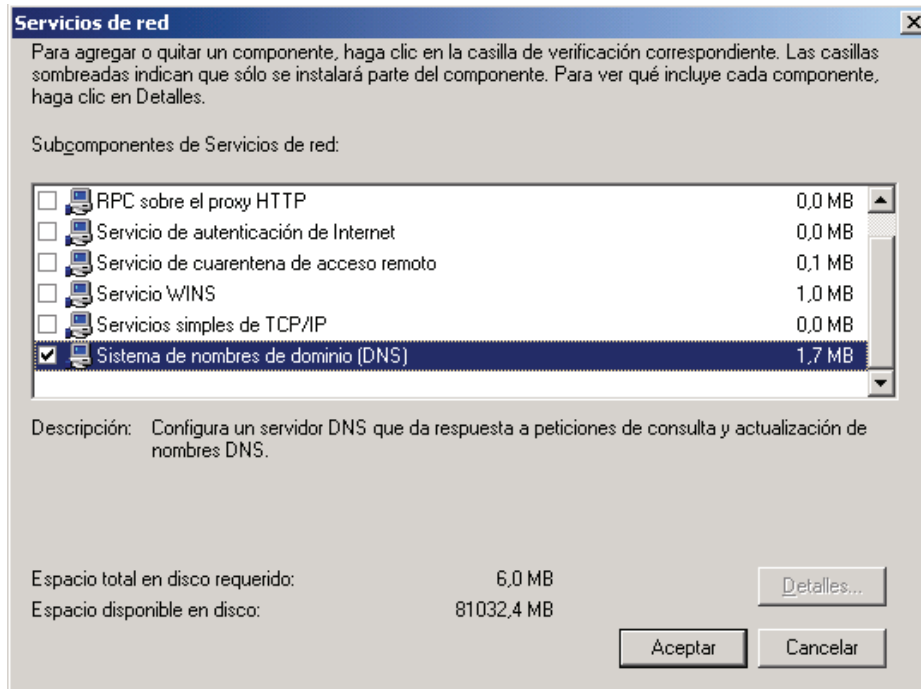 Servicios de red
Para agregar o quitar un componente, haga clic en la casilla de verificación correspondiente. Las casillas
sombreadas indican que sólo se instalará parte del componente. Para ver qué incluye cada componente,
haga clic en Detalles.
Subcomponentes de Servicios de red:
RPC sobre el proxy HTTP 0,0 MB
Servicio de autenticación de Internet 0,0 MB
Servicio de cuarentena de acceso remoto 0,1 MB
Servicio WINS 1,0 MB
Servicios simples de TCP/IP 0,0 MB
Sistema de nombres de dominio (DNS) 1,7 MB
Descripción: Configura un servidor DNS que da respuesta a peticiones de consulta y actualización de
nombres DNS.
Espacio total en disco requerido: 6,0 MB
Detalles...
Espacio disponible en disco: 81032,4 MB
Aceptar Cancelar